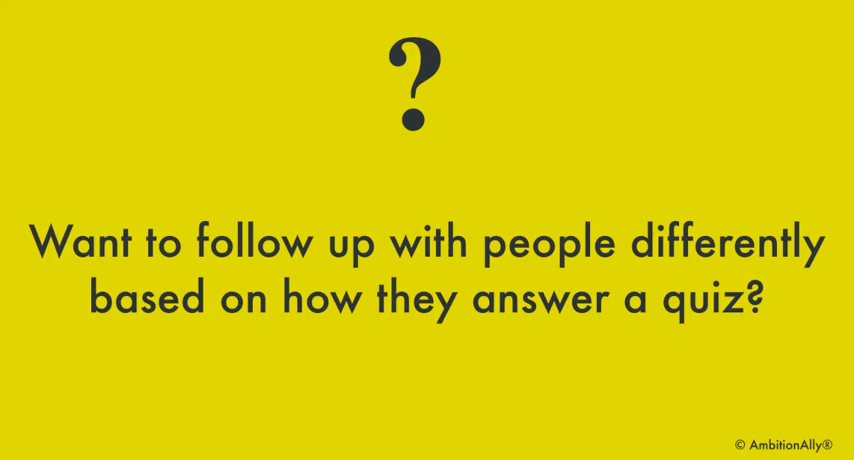 ?
Want to follow up with people differently
based on how they answer a quiz?
© AmbitionAlly®